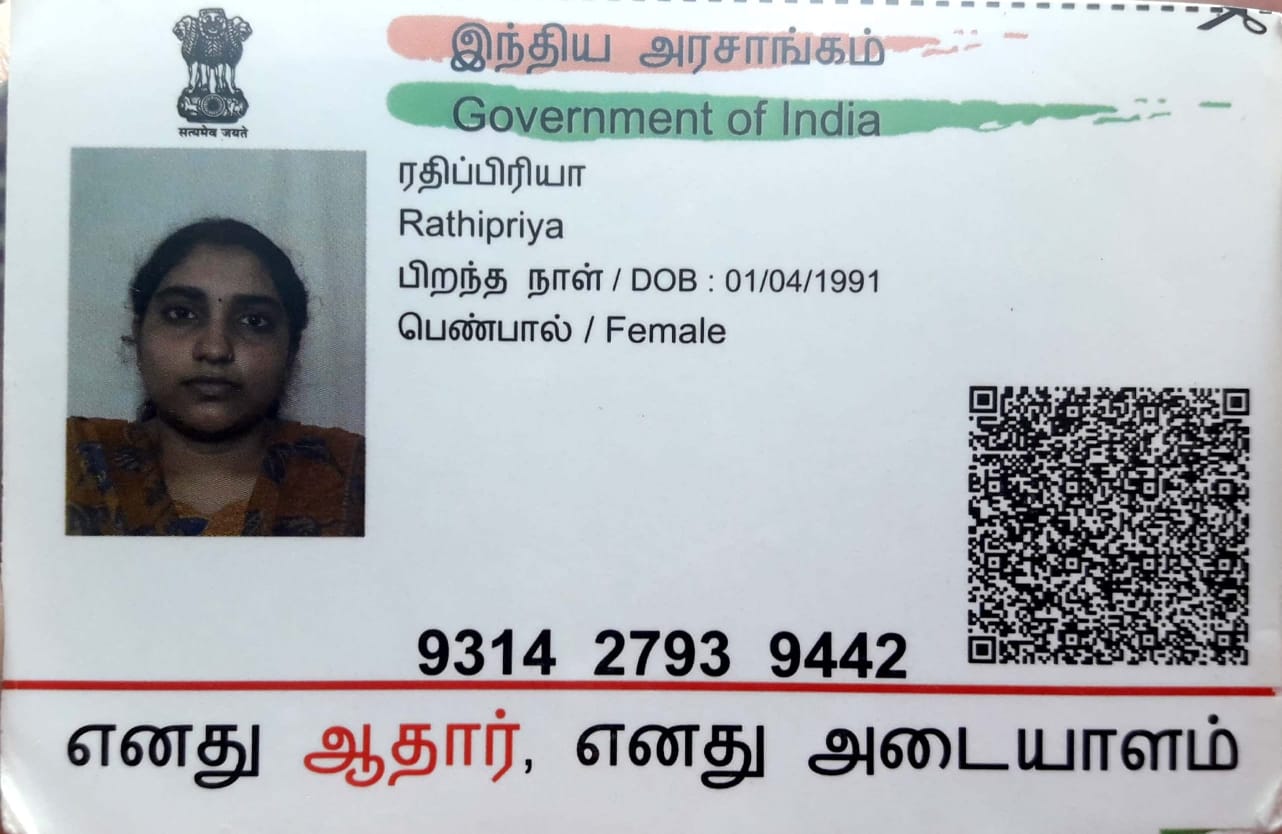 இந்திய அரசாங்கம்
Government of India
सत्यमेव जयते
ரதிப்பிரியா
Rathipriya
பிறந்த நாள் / DOB : 01/04/1991
பெண்பால் / Female
9314 2793 9442
எனது ஆதார், எனது அடையாளம்